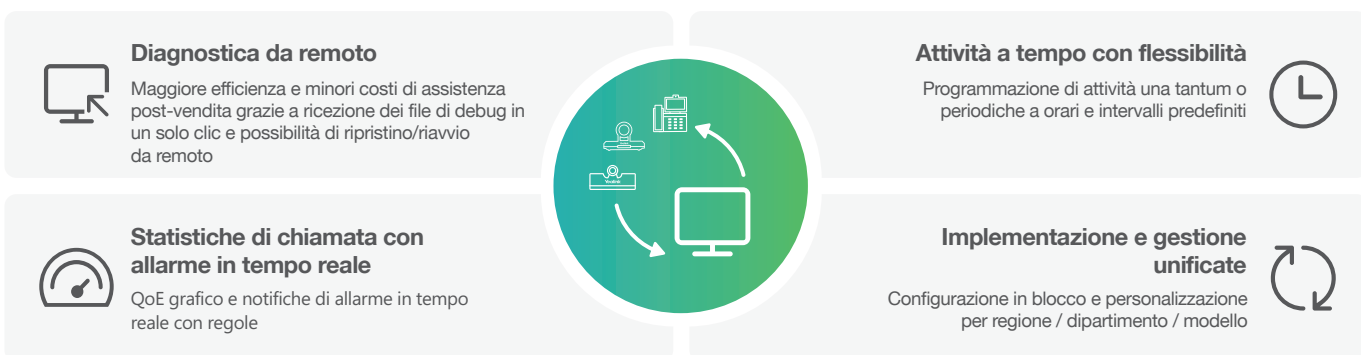 Diagnostica da remoto
Maggiore efficienza e minori costi di assistenza
post-vendita grazie a ricezione dei file di debug in
un solo clic e possibilità di ripristino/riavvio
da remoto
Attività a tempo con flessibilità
Programmazione di attività una tantum o
periodiche a orari e intervalli predefiniti
Yealink
Statistiche di chiamata con
allarme in tempo reale
QoE grafico e notifiche di allarme in tempo
reale con regole
Implementazione e gestione
unificate
Configurazione in blocco e personalizzazione
per regione / dipartimento / modello